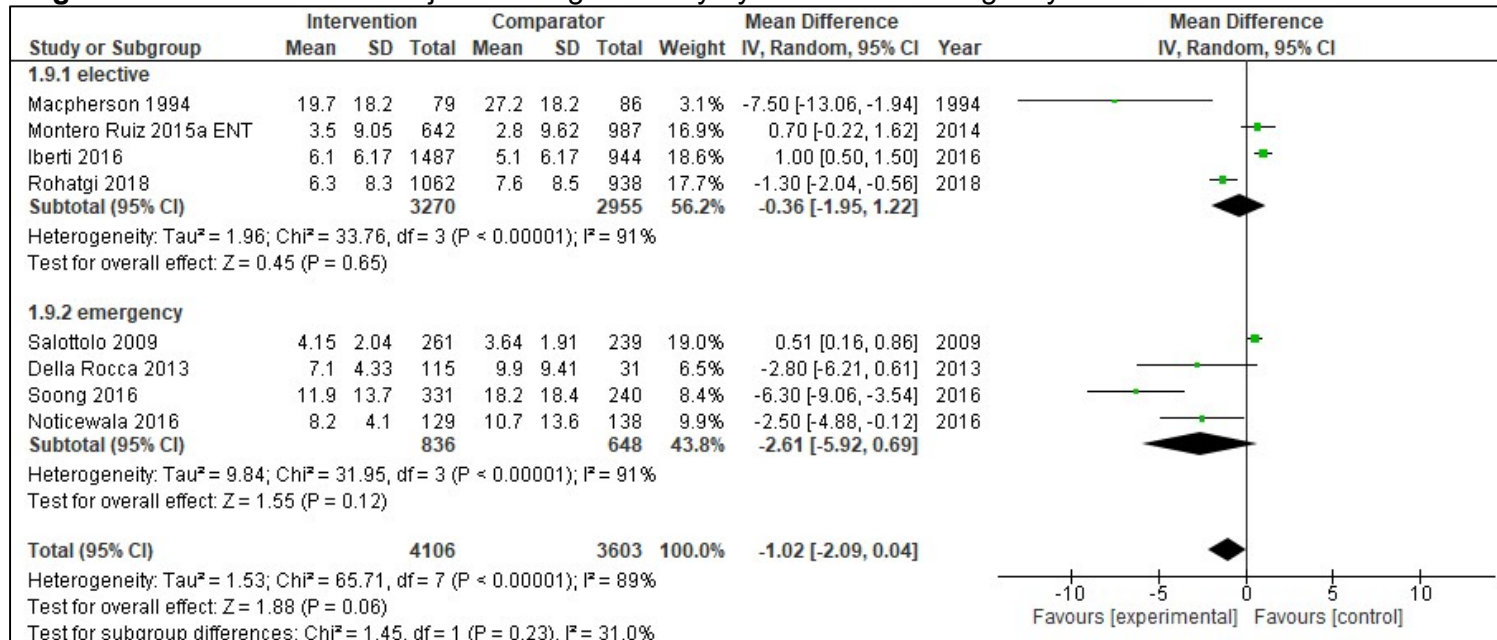 Intervention Comparator Mean Difference Mean Difference
Study or Subgroup Mean SD Total Mean SD Total Weight IV, Random, 95% CI Year IV, Random, 95% CI
1.9.1 elective
Macpherson 1994 19.7 18.2 79 27.2 18.2 86 3.1% -7.50 [-13.06, -1.94] 1994
Montero Ruiz 2015a ENT 3.5 9.05 642 2.8 9.62 987 16.9% 0.70 [-0.22, 1.62] 2014
Iberti 2016 6.1 6.17 1487 5.1 6.17 944 18.6% 1.00 [0.50, 1.50] 2016
Rohatgi 2018 6.3 8.3 1062 7.6 8.5 938 17.7% -1.30 [-2.04, -0.56] 2018
Subtotal (95% CI) 3270 2955 56.2% -0.36 [-1.95, 1.22]
Heterogeneity: Tau² = 1.96; Chi² = 33.76, df = 3 (P < 0.00001); I² = 91%
Test for overall effect: Z = 0.45 (P = 0.65)
1.9.2 emergency
Salottolo 2009 4.15 2.04 261 3.64 1.91 239 19.0% 0.51 [0.16, 0.86] 2009
Della Rocca 2013 7.1 4.33 115 9.9 9.41 31 6.5% -2.80 [-6.21, 0.61] 2013
Soong 2016 11.9 13.7 331 18.2 18.4 240 8.4% -6.30 [-9.06, -3.54] 2016
Noticewala 2016 8.2 4.1 129 10.7 13.6 138 9.9% -2.50 [-4.88, -0.12] 2016
Subtotal (95% CI) 836 648 43.8% -2.61 [-5.92, 0.69]
Heterogeneity: Tau² = 9.84; Chi² = 31.95, df = 3 (P < 0.00001); I² = 91%
Test for overall effect: Z = 1.55 (P = 0.12)
Total (95% CI) 4106 3603 100.0% -1.02 [-2.09, 0.04]
Heterogeneity: Tau² = 1.53; Chi² = 65.71, df = 7 (P < 0.00001); I² = 89%
Test for overall effect: Z = 1.88 (P = 0.06)
Test for subgroup differences: Chi² = 1.45, df = 1 (P = 0.23), I² = 31.0%
-10 -5 0 5 10
Favours [experimental] Favours [control]